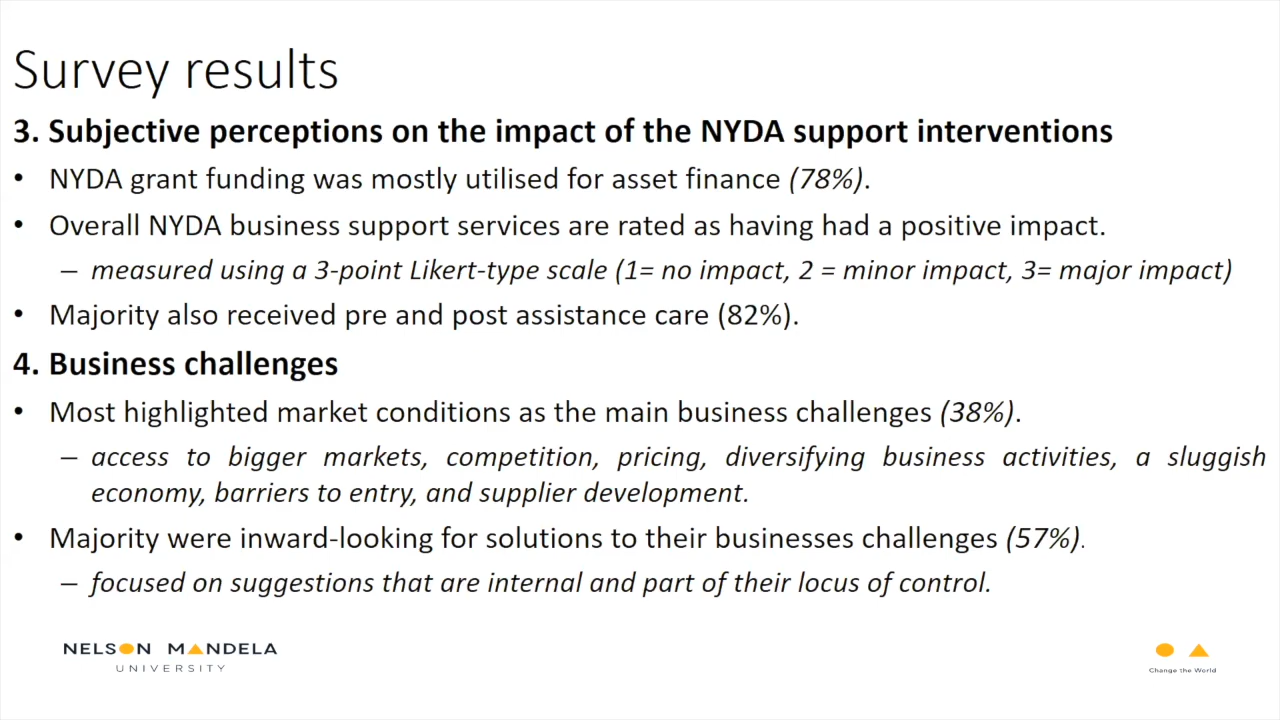 Survey results
3. Subjective perceptions on the impact of the NYDA support interventions
• NYDA grant funding was mostly utilised for asset finance (78%).
• Overall NYDA business support services are rated as having had a positive impact.
– measured using a 3-point Likert-type scale (1= no impact, 2 = minor impact, 3= major impact)
• Majority also received pre and post assistance care (82%).
4. Business challenges
• Most highlighted market conditions as the main business challenges (38%).
– access to bigger markets, competition, pricing, diversifying business activities, a sluggish
economy, barriers to entry, and supplier development.
• Majority were inward-looking for solutions to their businesses challenges (57%).
– focused on suggestions that are internal and part of their locus of control.
NELSON MANDELA
UNIVERSITY
Change the World